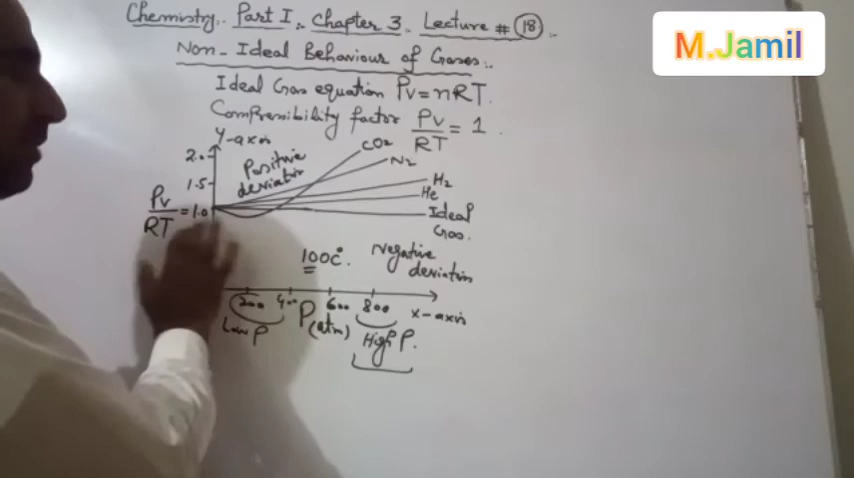 Chemistry. Part I. Chapter 3. Lecture # 18.
M.Jamil
Non-Ideal Behaviour of Gases.
Ideal Gas equation PV=nRT.
Compressibility factor PV/RT = 1.
Y-axis
2.0
1.5
PV/RT = 1.0
Positive
deviation
CO2
N2
H2
He
Ideal
Gas.
100C°.
Negative
deviation
200 400 600 800
P
(atm)
x-axis
Low P
High P.